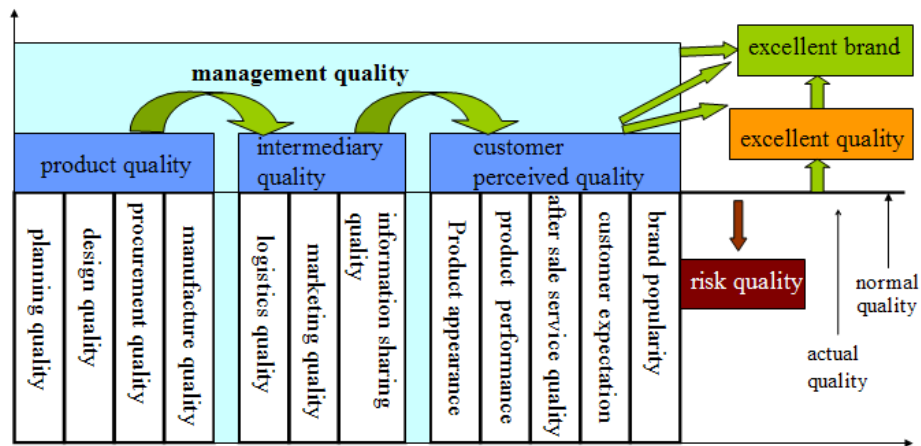 excellent brand
management quality
excellent quality
product quality
intermediary
quality
customer
perceived quality
planning quality
design quality
procurement quality
manufacture quality
logistics quality
marketing quality
information sharing
quality
Product appearance
product performance
after sale service quality
customer expectation
brand popularity
risk quality
normal
quality
actual
quality